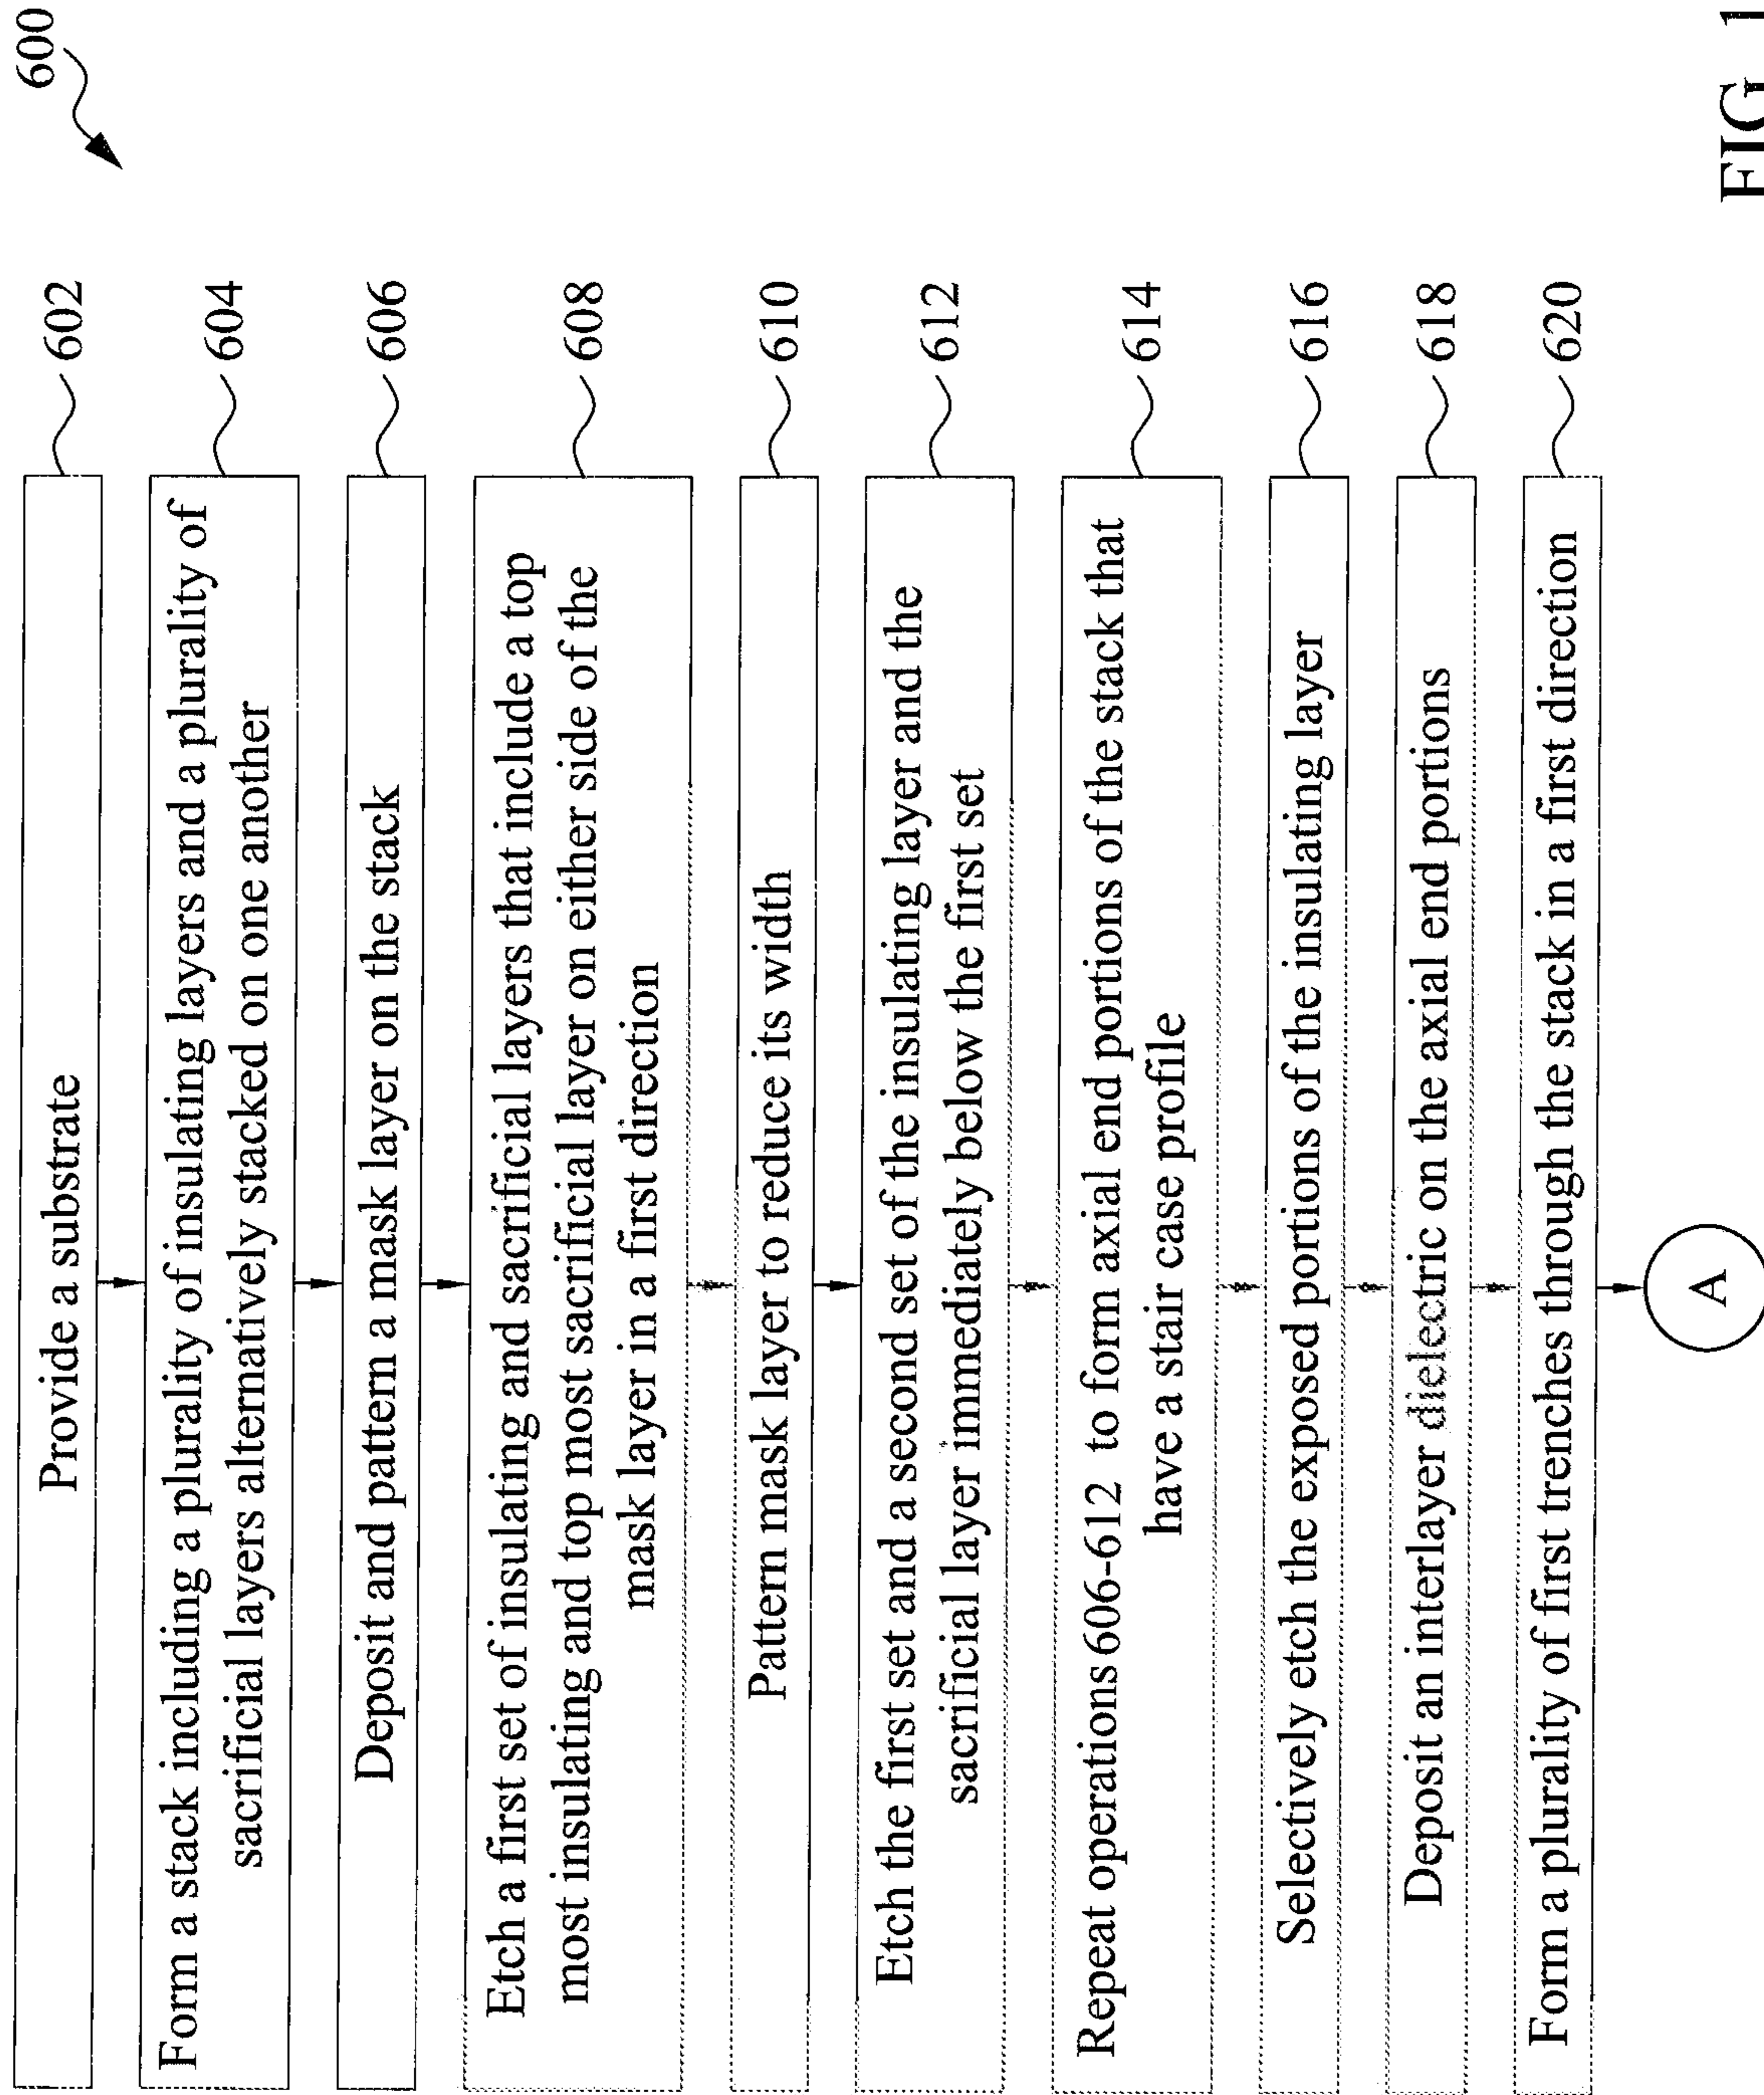 600
Provide a substrate
602
Form a stack including a plurality of insulating layers and a plurality of
sacrificial layers alternatively stacked on one another
604
Deposit and pattern a mask layer on the stack
606
Etch a first set of insulating and sacrificial layers that include a top
most insulating and top most sacrificial layer on either side of the
mask layer in a first direction
608
Pattern mask layer to reduce its width
610
Etch the first set and a second set of the insulating layer and the
sacrificial layer immediately below the first set
612
Repeat operations 606-612 to form axial end portions of the stack that
have a stair case profile
614
Selectively etch the exposed portions of the insulating layer
616
Deposit an interlayer dielectric on the axial end portions
618
Form a plurality of first trenches through the stack in a first direction
620
A
FIG. 1